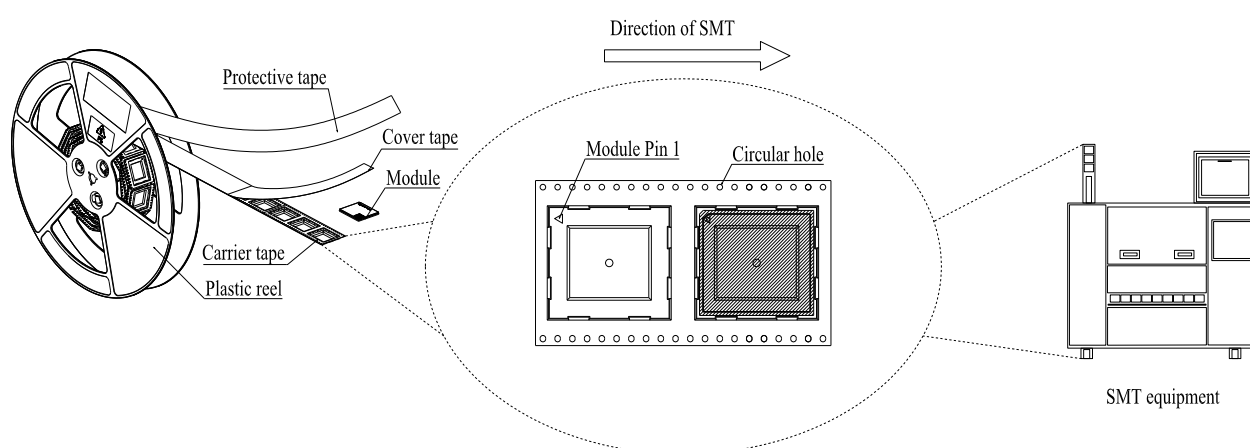 Direction of SMT
Protective tape
Cover tape
Module
Module Pin 1
Circular hole
Carrier tape
Plastic reel
SMT equipment